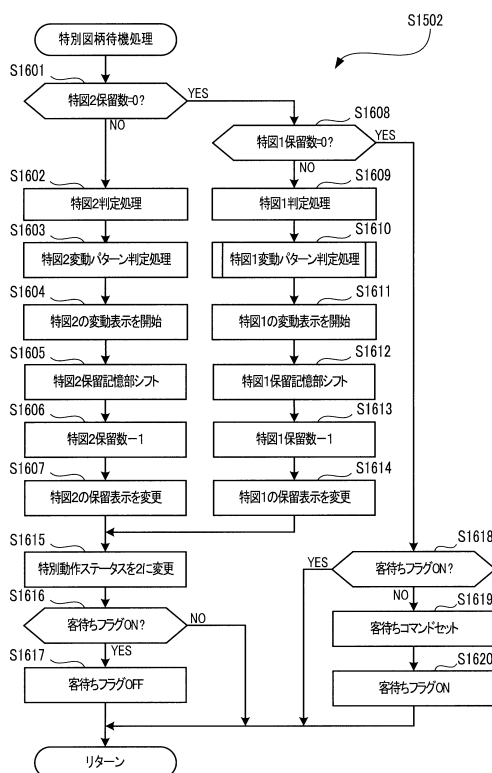 S1502
特別図柄待機処理
S1601
特図2保留数=0?
YES
NO
S1608
特図1保留数=0?
YES
NO
S1602
特図2判定処理
S1609
特図1判定処理
S1603
特図2変動パターン判定処理
S1610
特図1変動パターン判定処理
S1604
特図2の変動表示を開始
S1611
特図1の変動表示を開始
S1605
特図2保留記憶部シフト
S1612
特図1保留記憶部シフト
S1606
特図2保留数−1
S1613
特図1保留数−1
S1607
特図2の保留表示を変更
S1614
特図1の保留表示を変更
S1615
特別動作ステータスを2に変更
S1618
客待ちフラグON?
YES
NO
S1616
客待ちフラグON?
NO
YES
S1619
客待ちコマンドセット
S1617
客待ちフラグOFF
S1620
客待ちフラグON
リターン